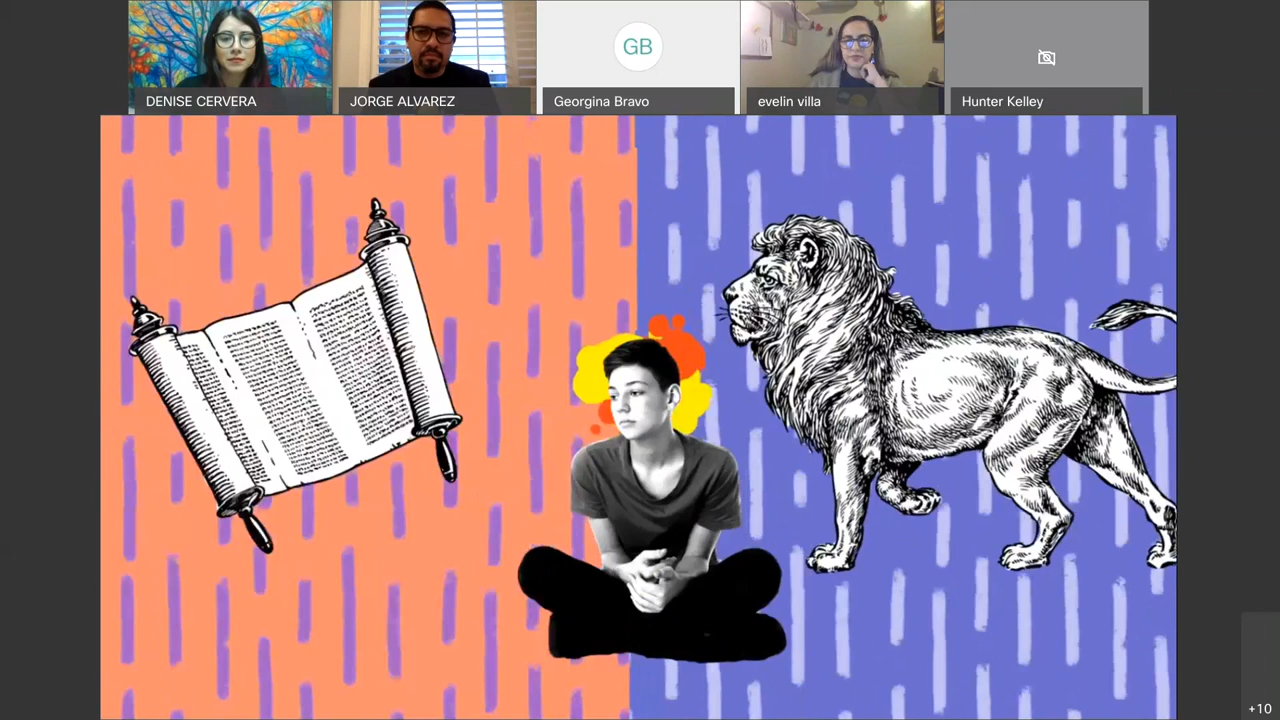 GB
DENISE CERVERA
JORGE ALVAREZ
Georgina Bravo
evelin villa
Hunter Kelley
+10